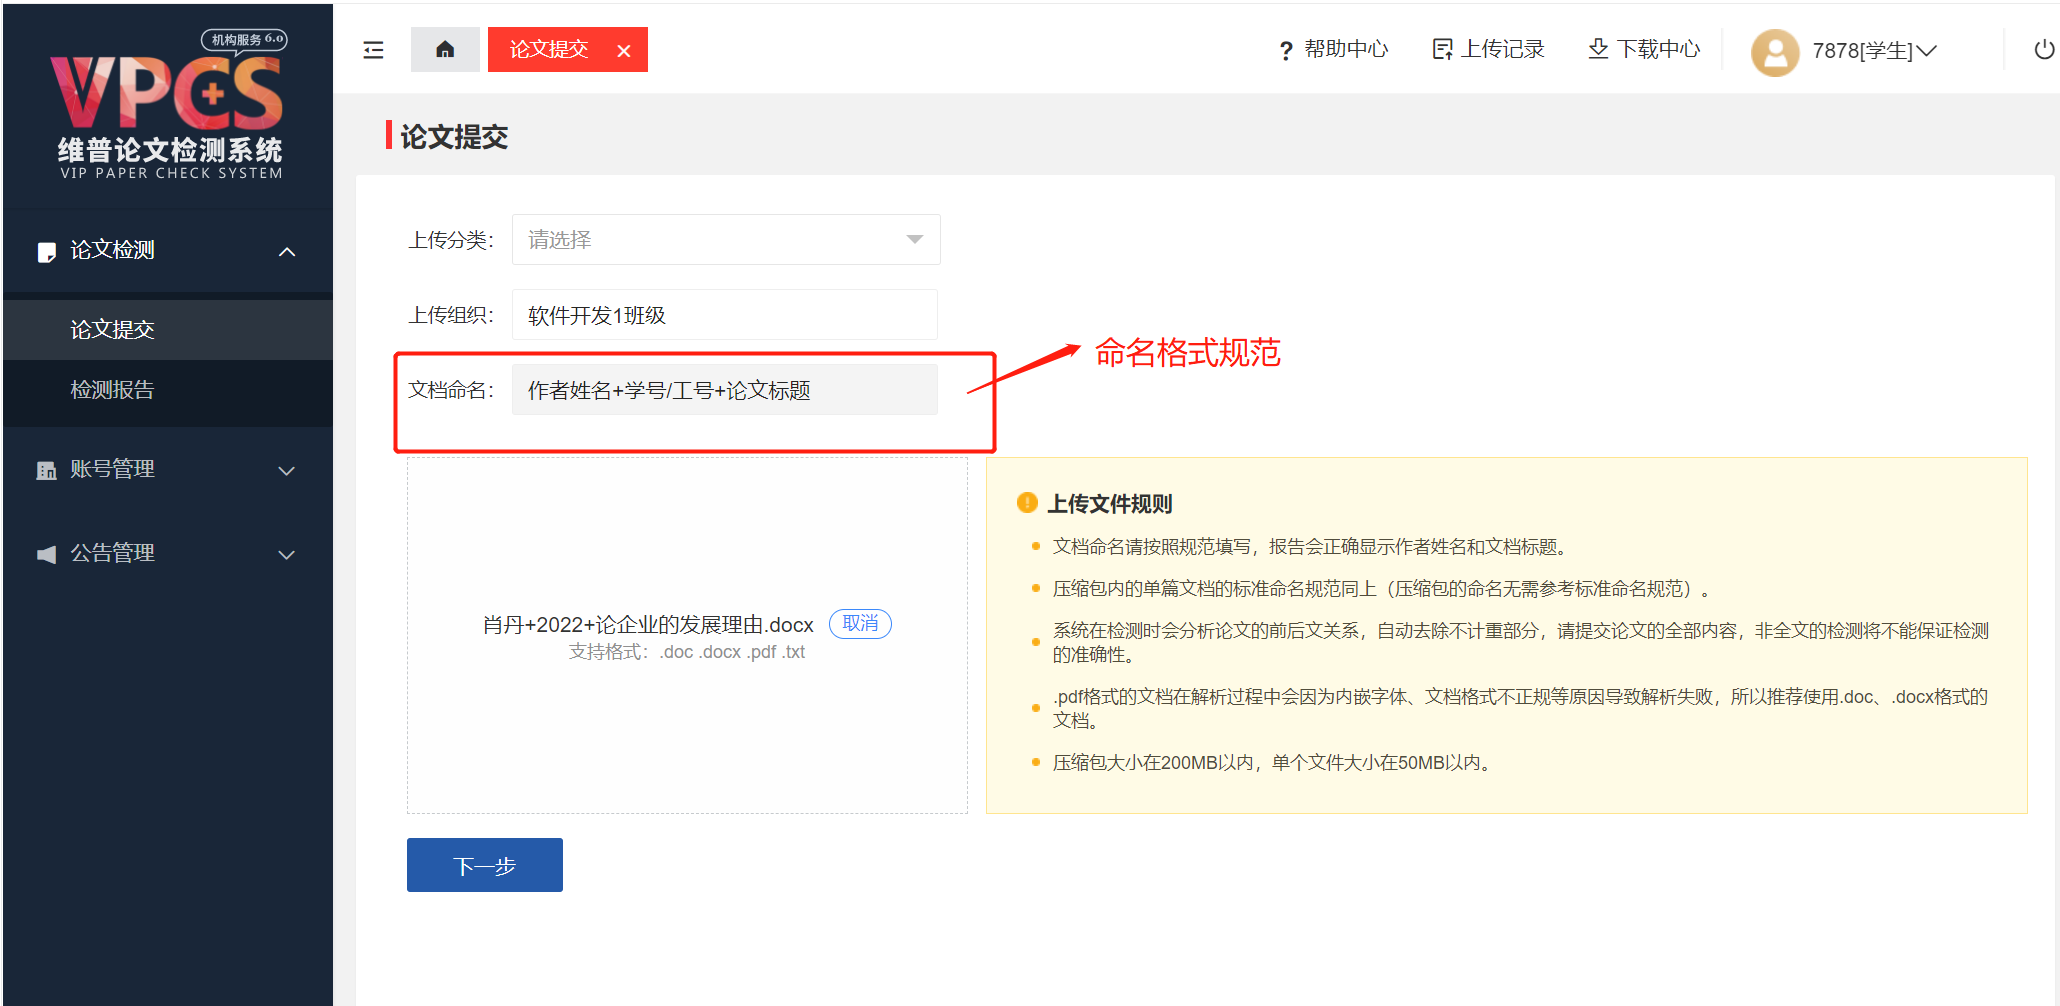 机构服务 6.0
VPCS
维普论文检测系统
VIP PAPER CHECK SYSTEM
论文检测
论文提交
检测报告
账号管理
公告管理
论文提交 ×
? 帮助中心
上传记录
下载中心
7878[学生]
论文提交
上传分类： 请选择
上传组织： 软件开发1班级
文档命名： 作者姓名+学号/工号+论文标题
命名格式规范
肖丹+2022+论企业的发展理由.docx 取消
支持格式：.doc .docx .pdf .txt
上传文件规则
文档命名请按照规范填写，报告会正确显示作者姓名和文档标题。
压缩包内的单篇文档的标准命名规范同上（压缩包的命名无需参考标准命名规范）。
系统在检测时会分析论文的前后文关系，自动去除不计重部分，请提交论文的全部内容，非全文的检测将不能保证检测
的准确性。
.pdf格式的文档在解析过程中会因为内嵌字体、文档格式不正规等原因导致解析失败，所以推荐使用.doc、.docx格式的
文档。
压缩包大小在200MB以内，单个文件大小在50MB以内。
下一步